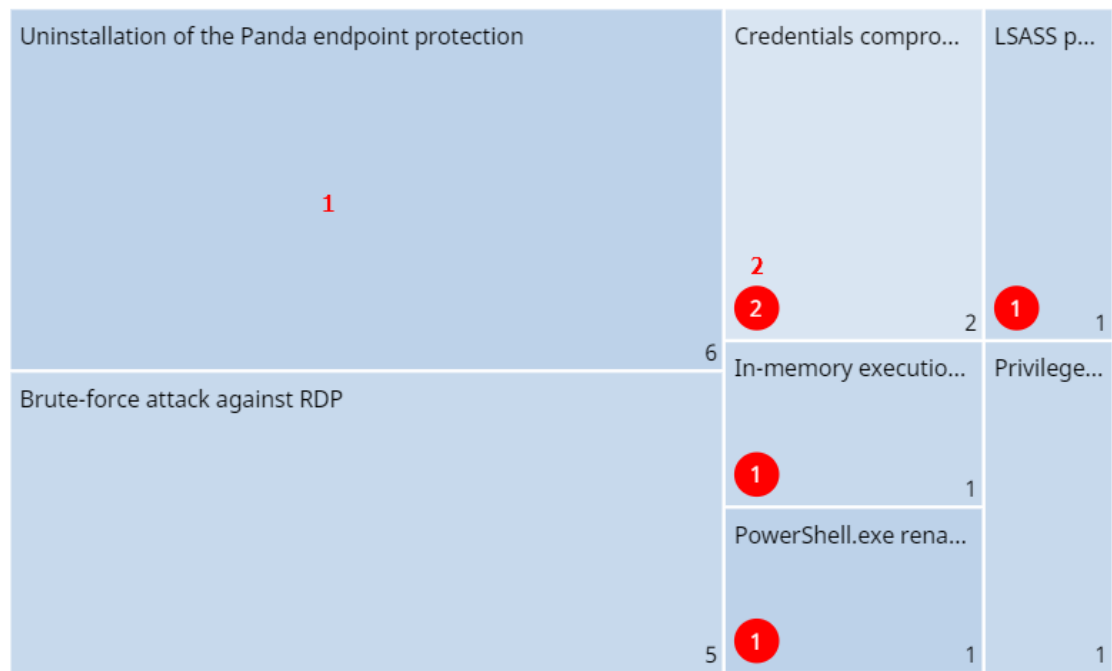 Uninstallation of the Panda endpoint protection
1
6
Brute-force attack against RDP
5
Credentials compro...
2
2
2
LSASS p...
1
1
In-memory executio...
1
1
Privilege...
1
PowerShell.exe rena...
1
1